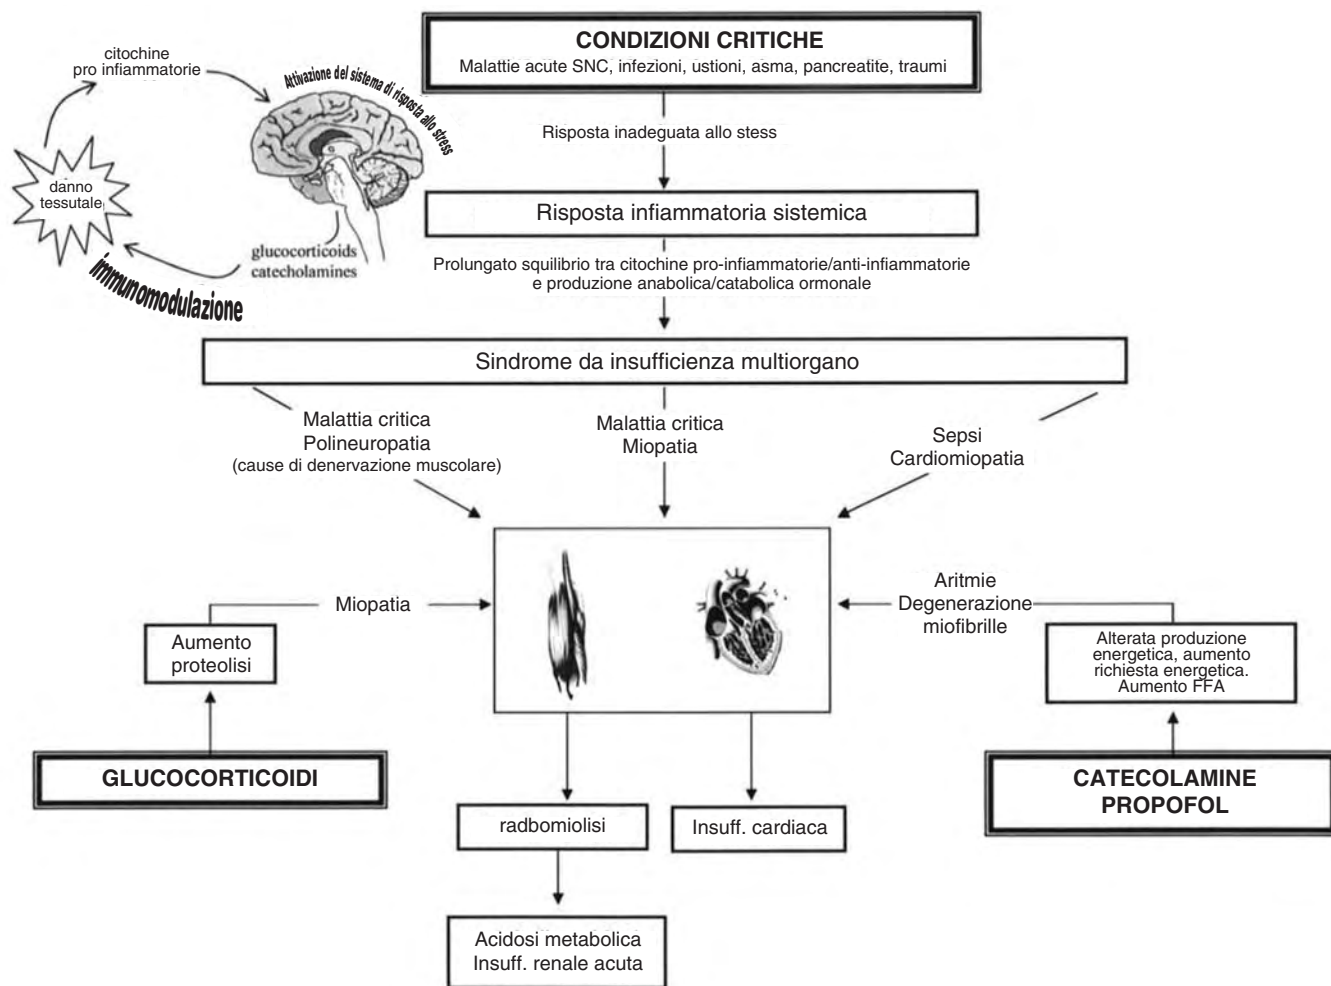 CONDIZIONI CRITICHE
Malattie acute SNC, infezioni, ustioni, asma, pancreatite, traumi
citochine
pro infiammatorie
Attivazione del sistema di risposta allo stress
danno
tessutale
glucocorticoids
catecholamines
immunomodulazione
Risposta inadeguata allo stess
Risposta infiammatoria sistemica
Prolungato squilibrio tra citochine pro-infiammatorie/anti-infiammatorie
e produzione anabolica/catabolica ormonale
Sindrome da insufficienza multiorgano
Malattia critica
Polineuropatia
(cause di denervazione muscolare)
Malattia critica
Miopatia
Sepsi
Cardiomiopatia
Miopatia
Aumento
proteolisi
GLUCOCORTICOIDI
Aritmie
Degenerazione
miofibrille
Alterata produzione
energetica, aumento
richiesta energetica.
Aumento FFA
CATECOLAMINE
PROPOFOL
radbomiolisi
Insuff. cardiaca
Acidosi metabolica
Insuff. renale acuta